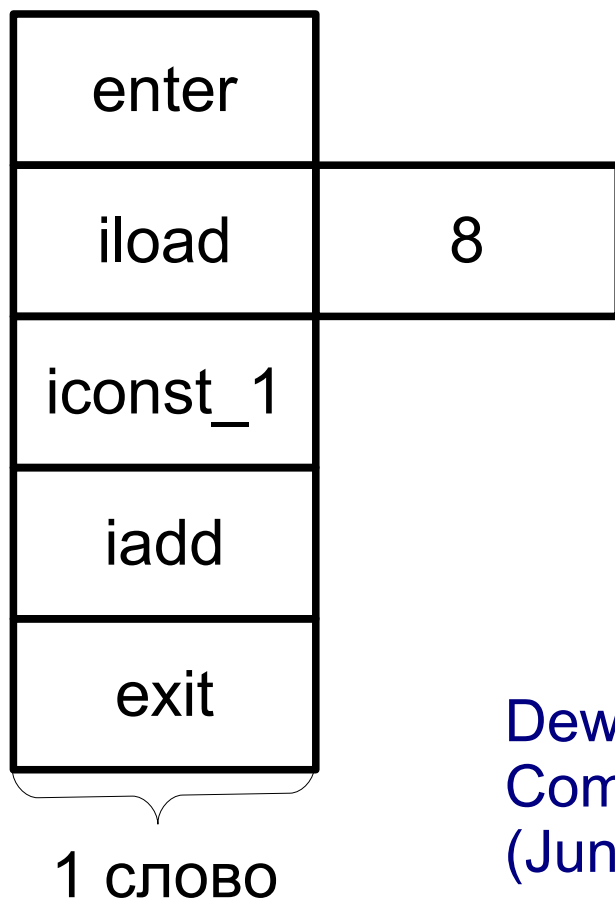 enter
iload 8
iconst_1
iadd
exit
1 слово